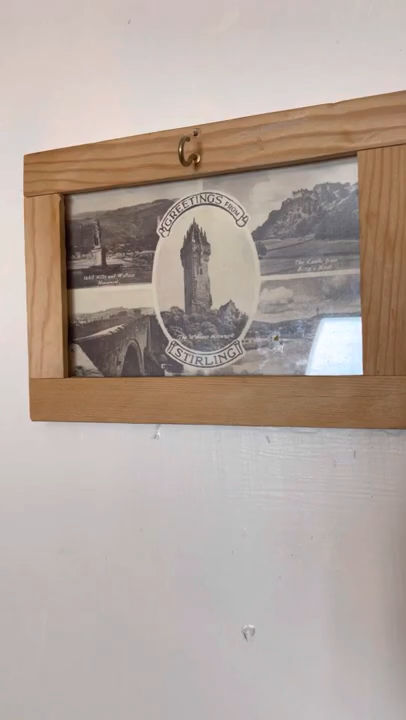 GREETINGS FROM
The Castle from
King's Knot
The Wallace Monument
STIRLING